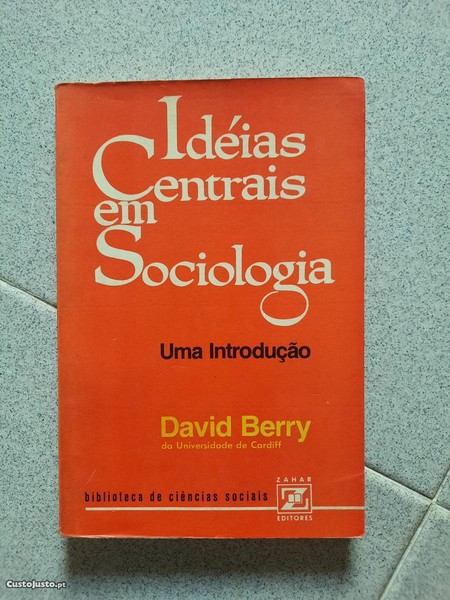 Idéias
Centrais
em
Sociologia
Uma Introdução
David Berry
da Universidade de Cardiff
biblioteca de ciências sociais
ZAHAR
EDITORES
CustoJusto.pt